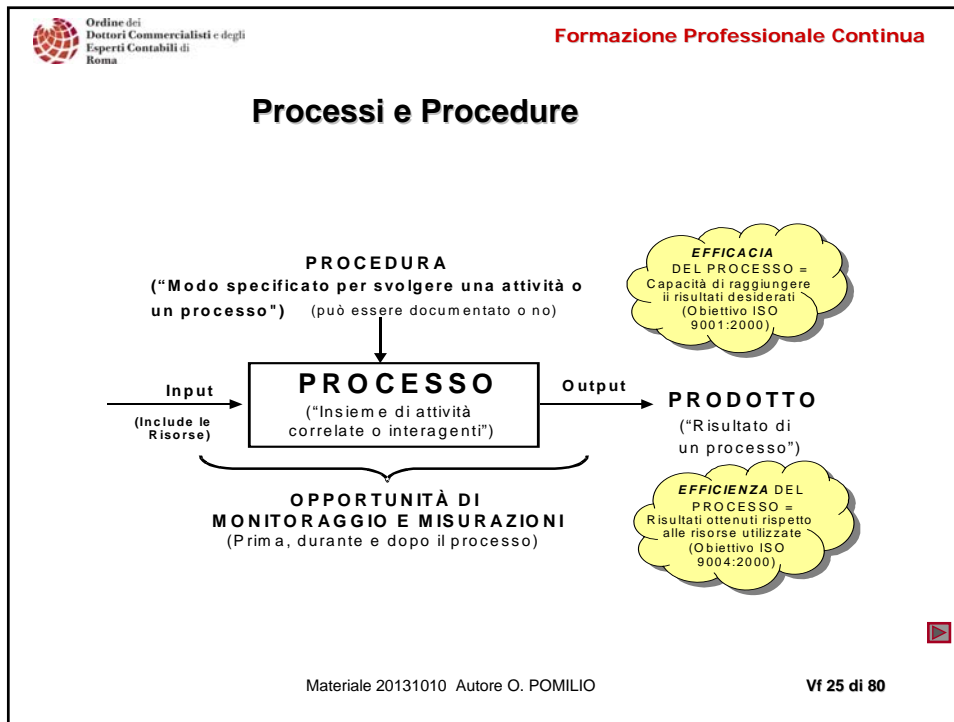 Ordine dei
Dottori Commercialisti e degli
Esperti Contabili di
Roma
Formazione Professionale Continua
Processi e Procedure
PROCEDURA
(“Modo specificato per svolgere una attività o
un processo") (può essere documentato o no)
EFFICACIA
DEL PROCESSO =
Capacità di raggiungere
ii risultati desiderati
(Obiettivo ISO
9001:2000)
Input
(Include le
Risorse)
PROCESSO
(“Insieme di attività
correlate o interagenti”)
Output
PRODOTTO
(“Risultato di
un processo”)
OPPORTUNITÀ DI
MONITORAGGIO E MISURAZIONI
(Prima, durante e dopo il processo)
EFFICIENZA DEL
PROCESSO =
Risultati ottenuti rispetto
alle risorse utilizzate
(Obiettivo ISO
9004:2000)
Materiale 20131010 Autore O. POMILIO
Vf 25 di 80